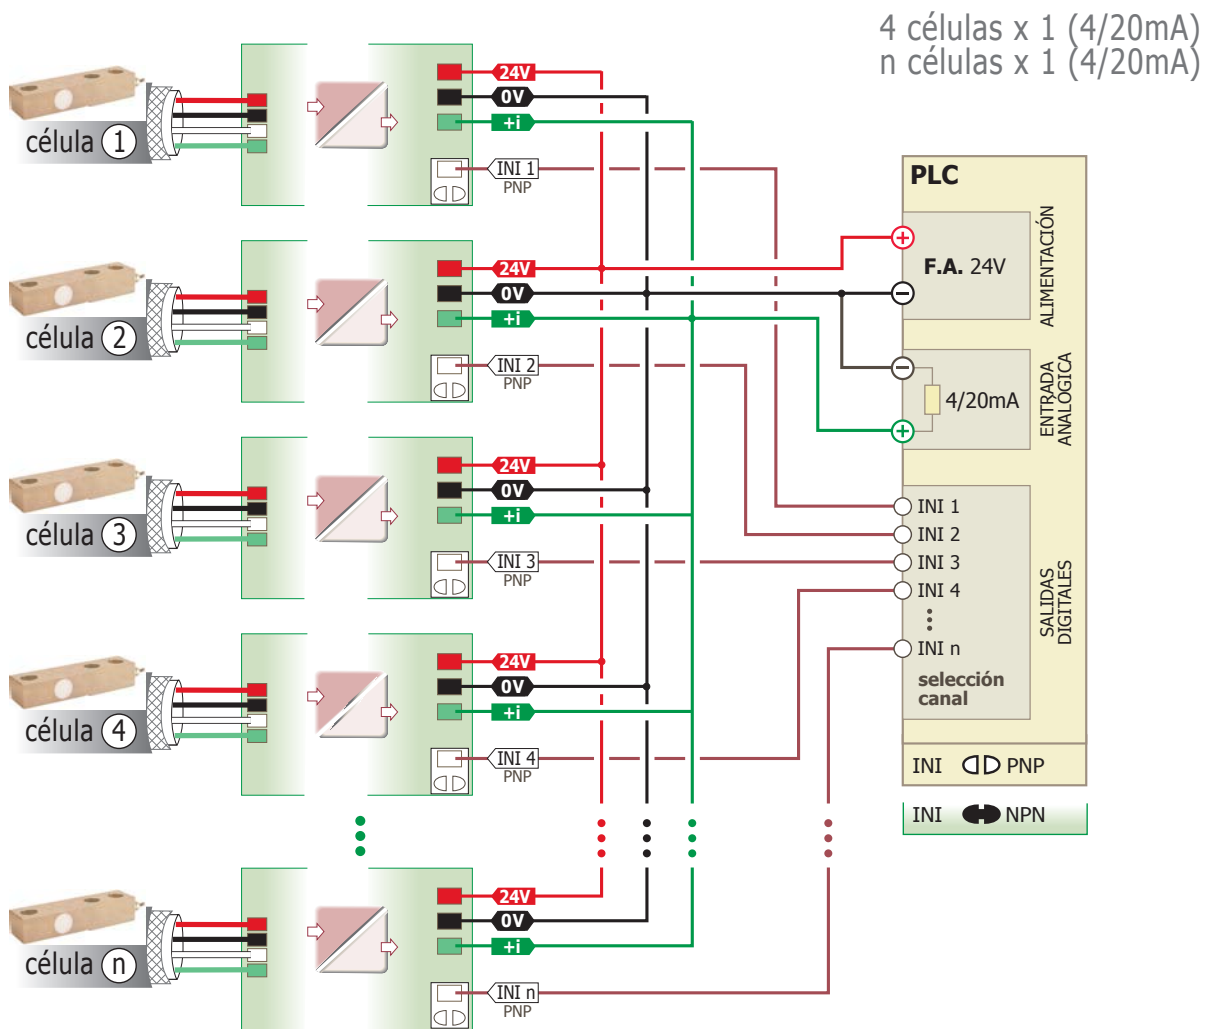 4 células x 1 (4/20mA)
n células x 1 (4/20mA)
célula 1
24V
0V
+i
INI 1
PNP
célula 2
24V
0V
+i
INI 2
PNP
célula 3
24V
0V
+i
INI 3
PNP
célula 4
24V
0V
+i
INI 4
PNP
célula n
24V
0V
+i
INI n
PNP
PLC
+
F.A. 24V
−
ALIMENTACIÓN
−
4/20mA
+
ENTRADA
ANALÓGICA
INI 1
INI 2
INI 3
INI 4
INI n
selección
canal
SALIDAS
DIGITALES
INI PNP
INI NPN